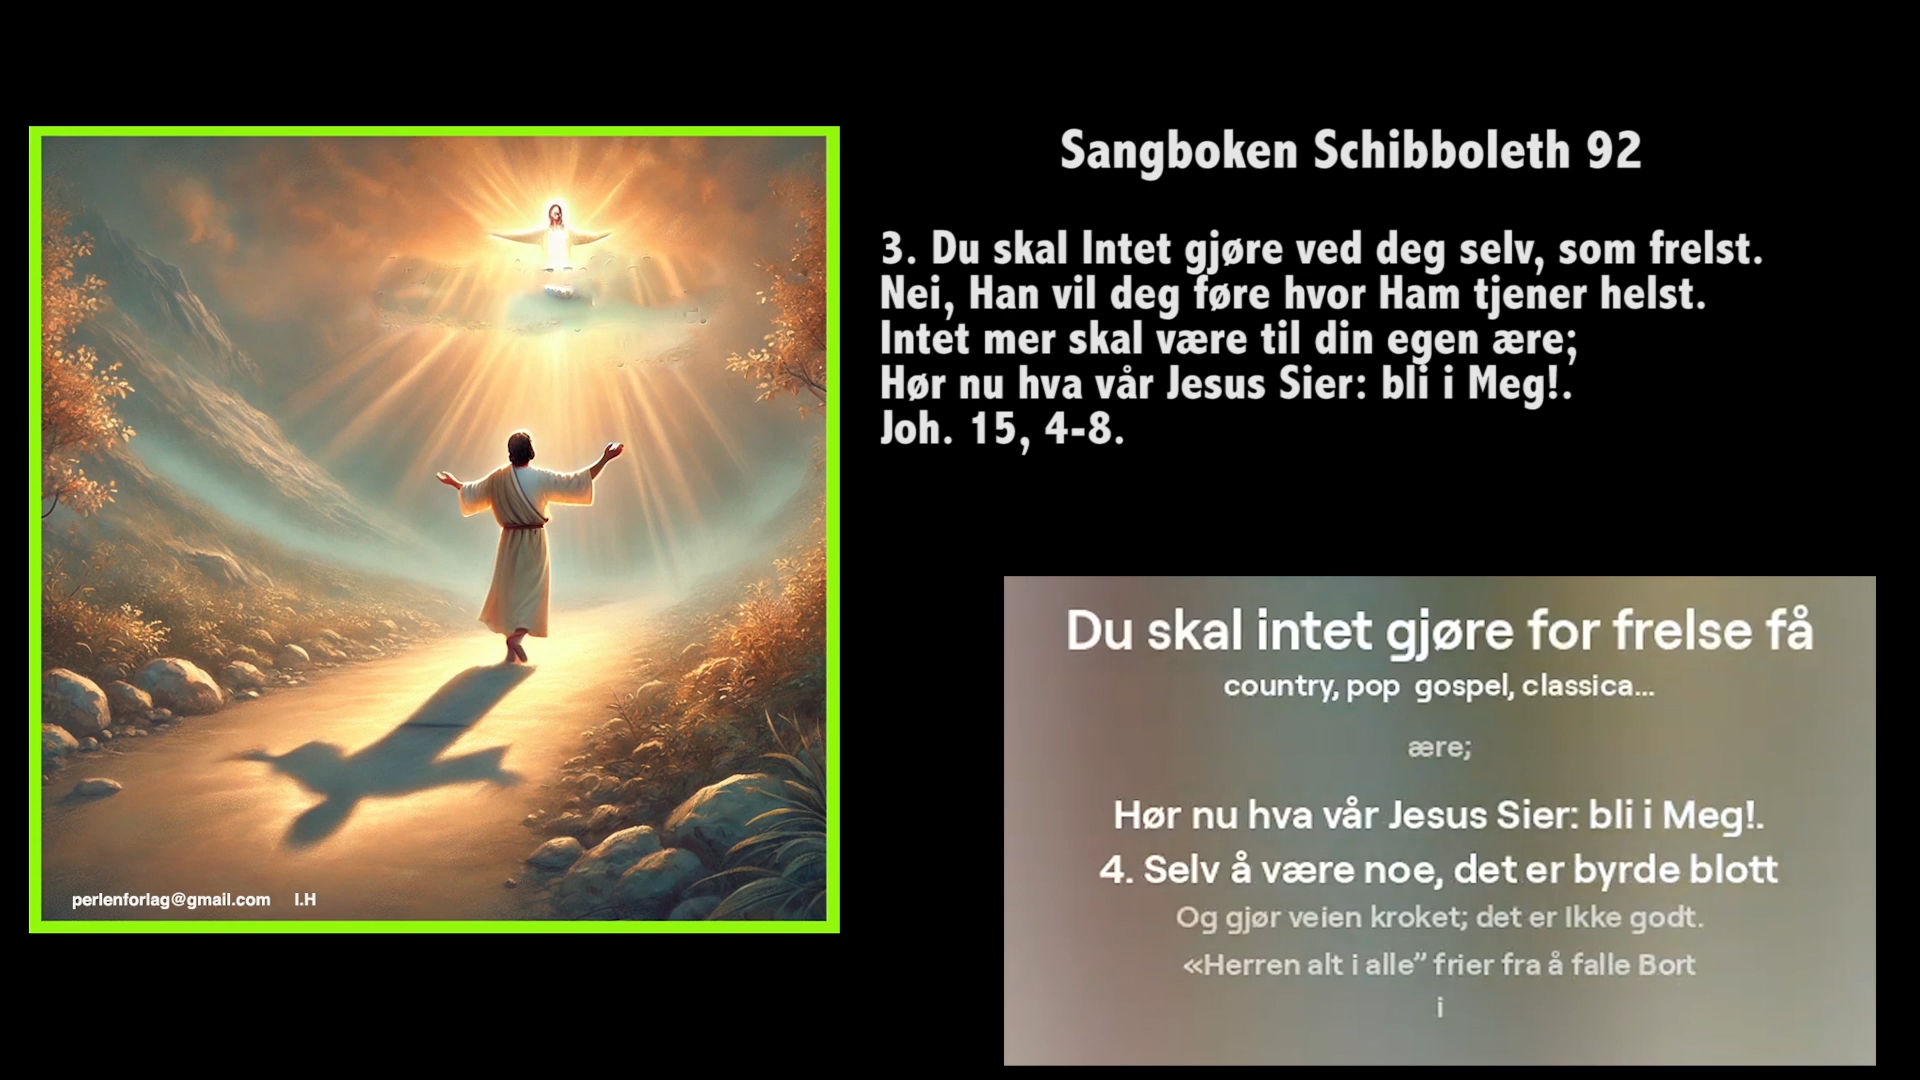 Sangboken Schibboleth 92
3. Du skal Intet gjøre ved deg selv, som frelst.
Nei, Han vil deg føre hvor Ham tjener helst.
Intet mer skal være til din egen ære;
Hør nu hva vår Jesus Sier: bli i Meg!.
Joh. 15, 4-8.
Du skal intet gjøre for frelse få
country, pop  gospel, classica...
ære;
Hør nu hva vår Jesus Sier: bli i Meg!.
4. Selv å være noe, det er byrde blott
Og gjør veien kroket; det er Ikke godt.
«Herren alt i alle” frier fra å falle Bort
i
perlenforlag@gmail.com I.H